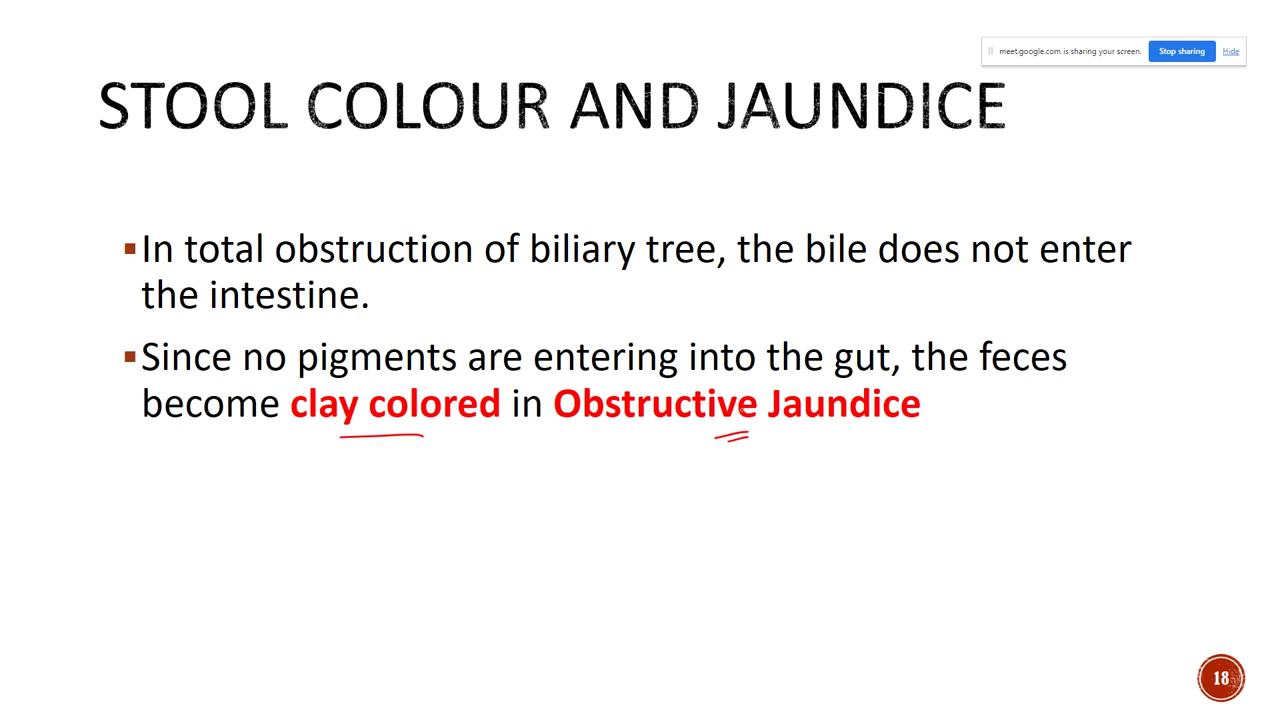 meet.google.com is sharing your screen. Stop sharing Hide
STOOL COLOUR AND JAUNDICE
▪In total obstruction of biliary tree, the bile does not enter
the intestine.
▪Since no pigments are entering into the gut, the feces
become clay colored in Obstructive Jaundice
18